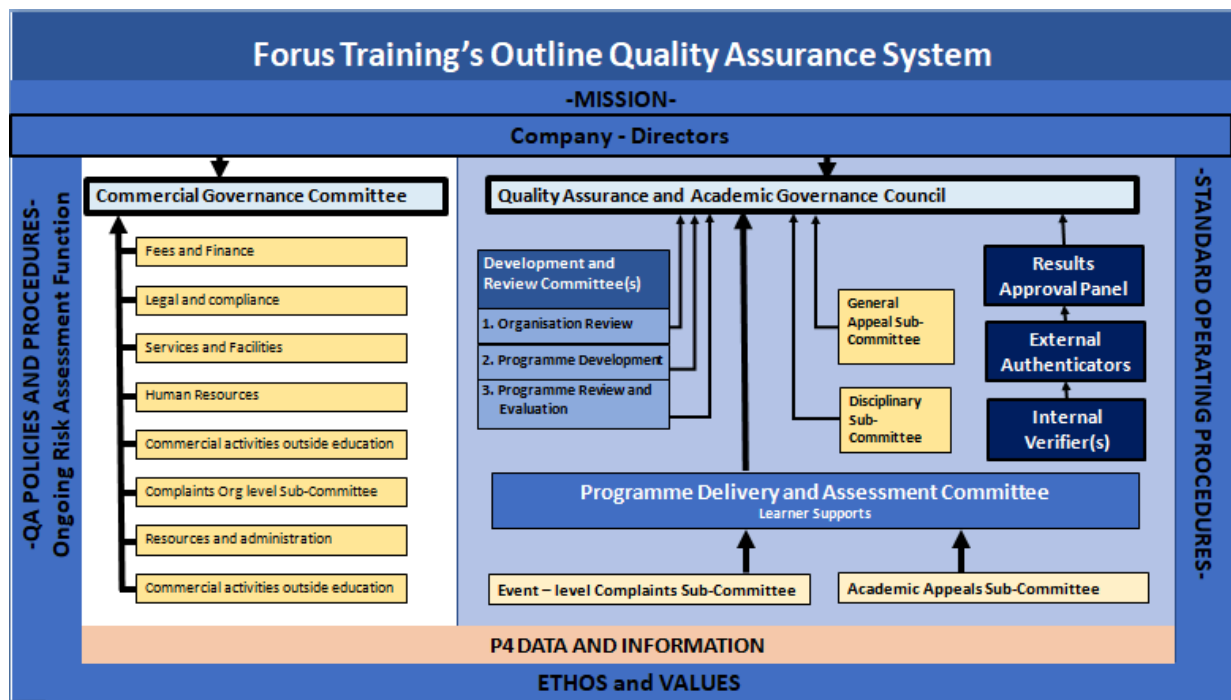 Forus Training's Outline Quality Assurance System
-MISSION-
Company - Directors
-QA POLICIES AND PROCEDURES-
Ongoing Risk Assessment Function
Commercial Governance Committee
Fees and Finance
Legal and compliance
Services and Facilities
Human Resources
Commercial activities outside education
Complaints Org level Sub-Committee
Resources and administration
Commercial activities outside education
Quality Assurance and Academic Governance Council
Development and
Review Committee(s)
1. Organisation Review
2. Programme Development
3. Programme Review and
Evaluation
General
Appeal Sub-
Committee
Disciplinary
Sub-
Committee
Results
Approval Panel
External
Authenticators
Internal
Verifier(s)
Programme Delivery and Assessment Committee
Learner Supports
Event – level Complaints Sub-Committee
Academic Appeals Sub-Committee
-STANDARD OPERATING PROCEDURES-
P4 DATA AND INFORMATION
ETHOS and VALUES